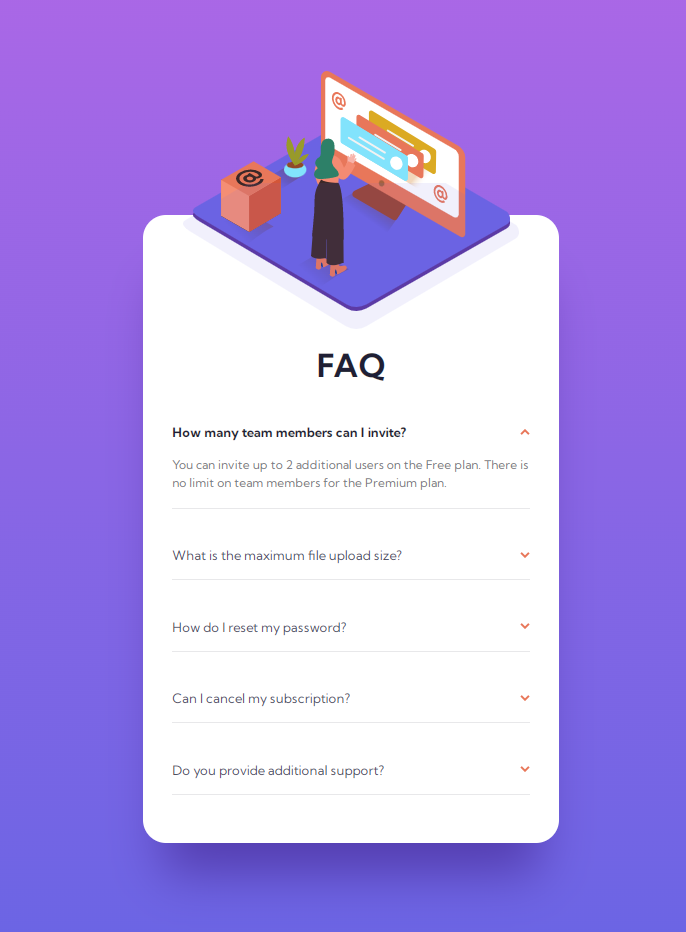 @
@
@
FAQ
How many team members can I invite?
You can invite up to 2 additional users on the Free plan. There is
no limit on team members for the Premium plan.
What is the maximum file upload size?
How do I reset my password?
Can I cancel my subscription?
Do you provide additional support?